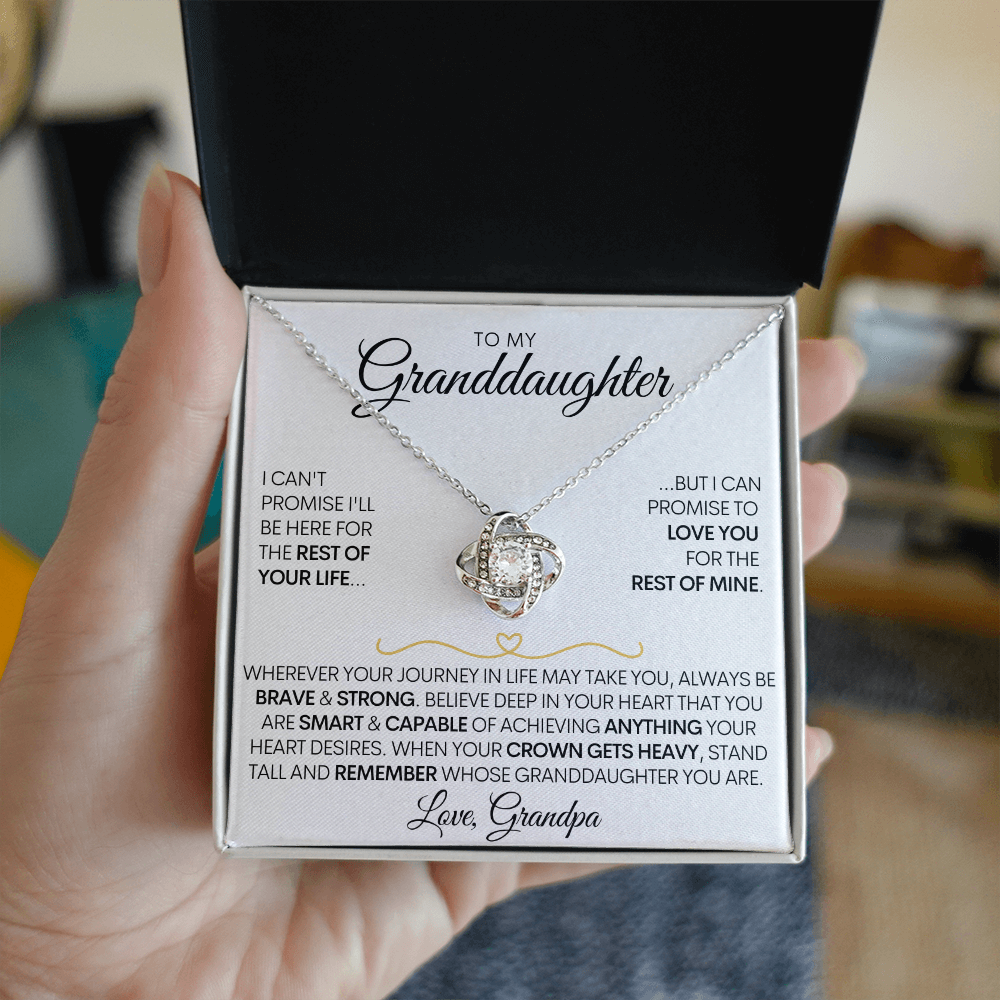 TO MY
Granddaughter
I CAN'T
PROMISE I'LL
BE HERE FOR
THE REST OF
YOUR LIFE...
...BUT I CAN
PROMISE TO
LOVE YOU
FOR THE
REST OF MINE.
WHEREVER YOUR JOURNEY IN LIFE MAY TAKE YOU, ALWAYS BE
BRAVE & STRONG. BELIEVE DEEP IN YOUR HEART THAT YOU
ARE SMART & CAPABLE OF ACHIEVING ANYTHING YOUR
HEART DESIRES. WHEN YOUR CROWN GETS HEAVY, STAND
TALL AND REMEMBER WHOSE GRANDDAUGHTER YOU ARE.
Love, Grandpa